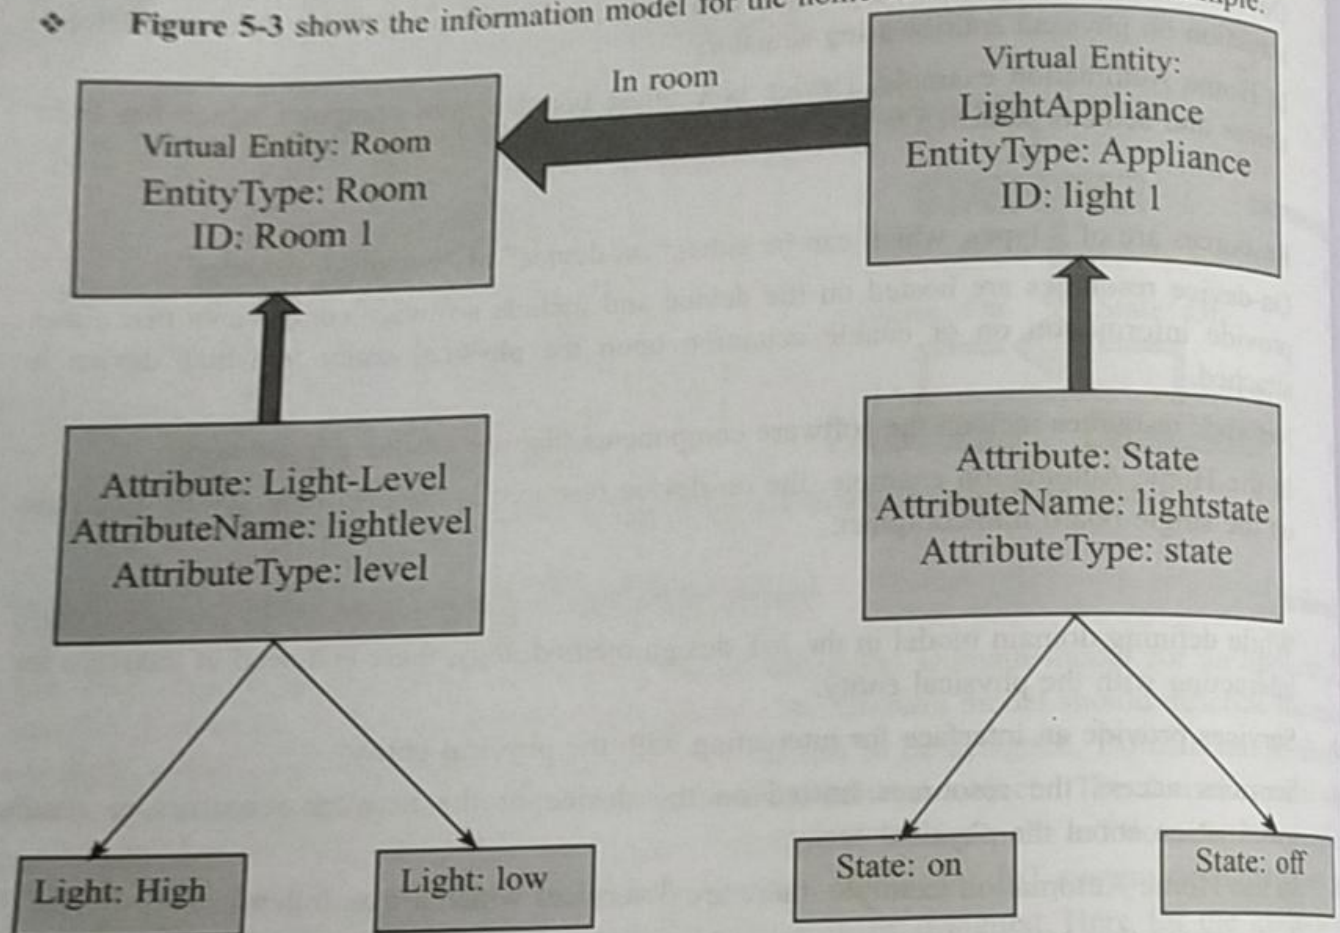 ❖ Figure 5-3 shows the information model for the
In room
Virtual Entity: Room
EntityType: Room
ID: Room 1
Virtual Entity:
LightAppliance
EntityType: Appliance
ID: light 1
Attribute: Light-Level
AttributeName: lightlevel
AttributeType: level
Attribute: State
AttributeName: lightstate
AttributeType: state
Light: High
Light: low
State: on
State: off